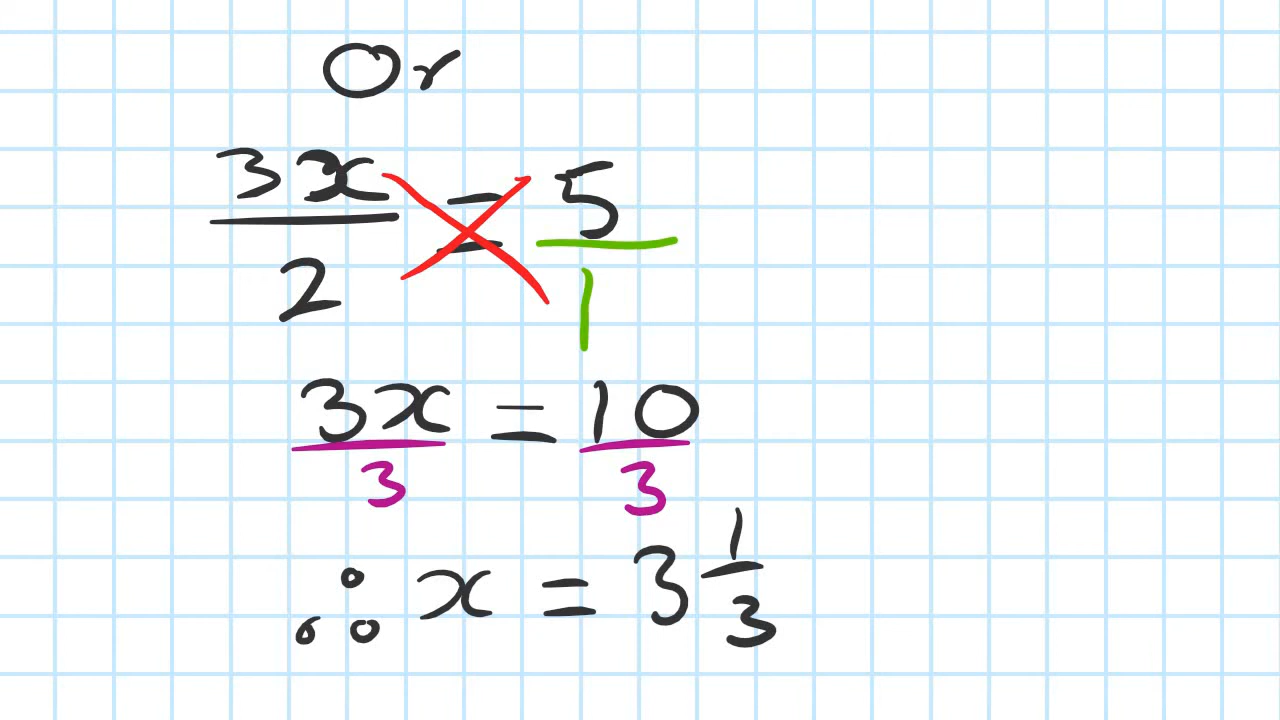 Or
3x/2 = 5/1
3x/3 = 10/3
∴ x = 3 1/3